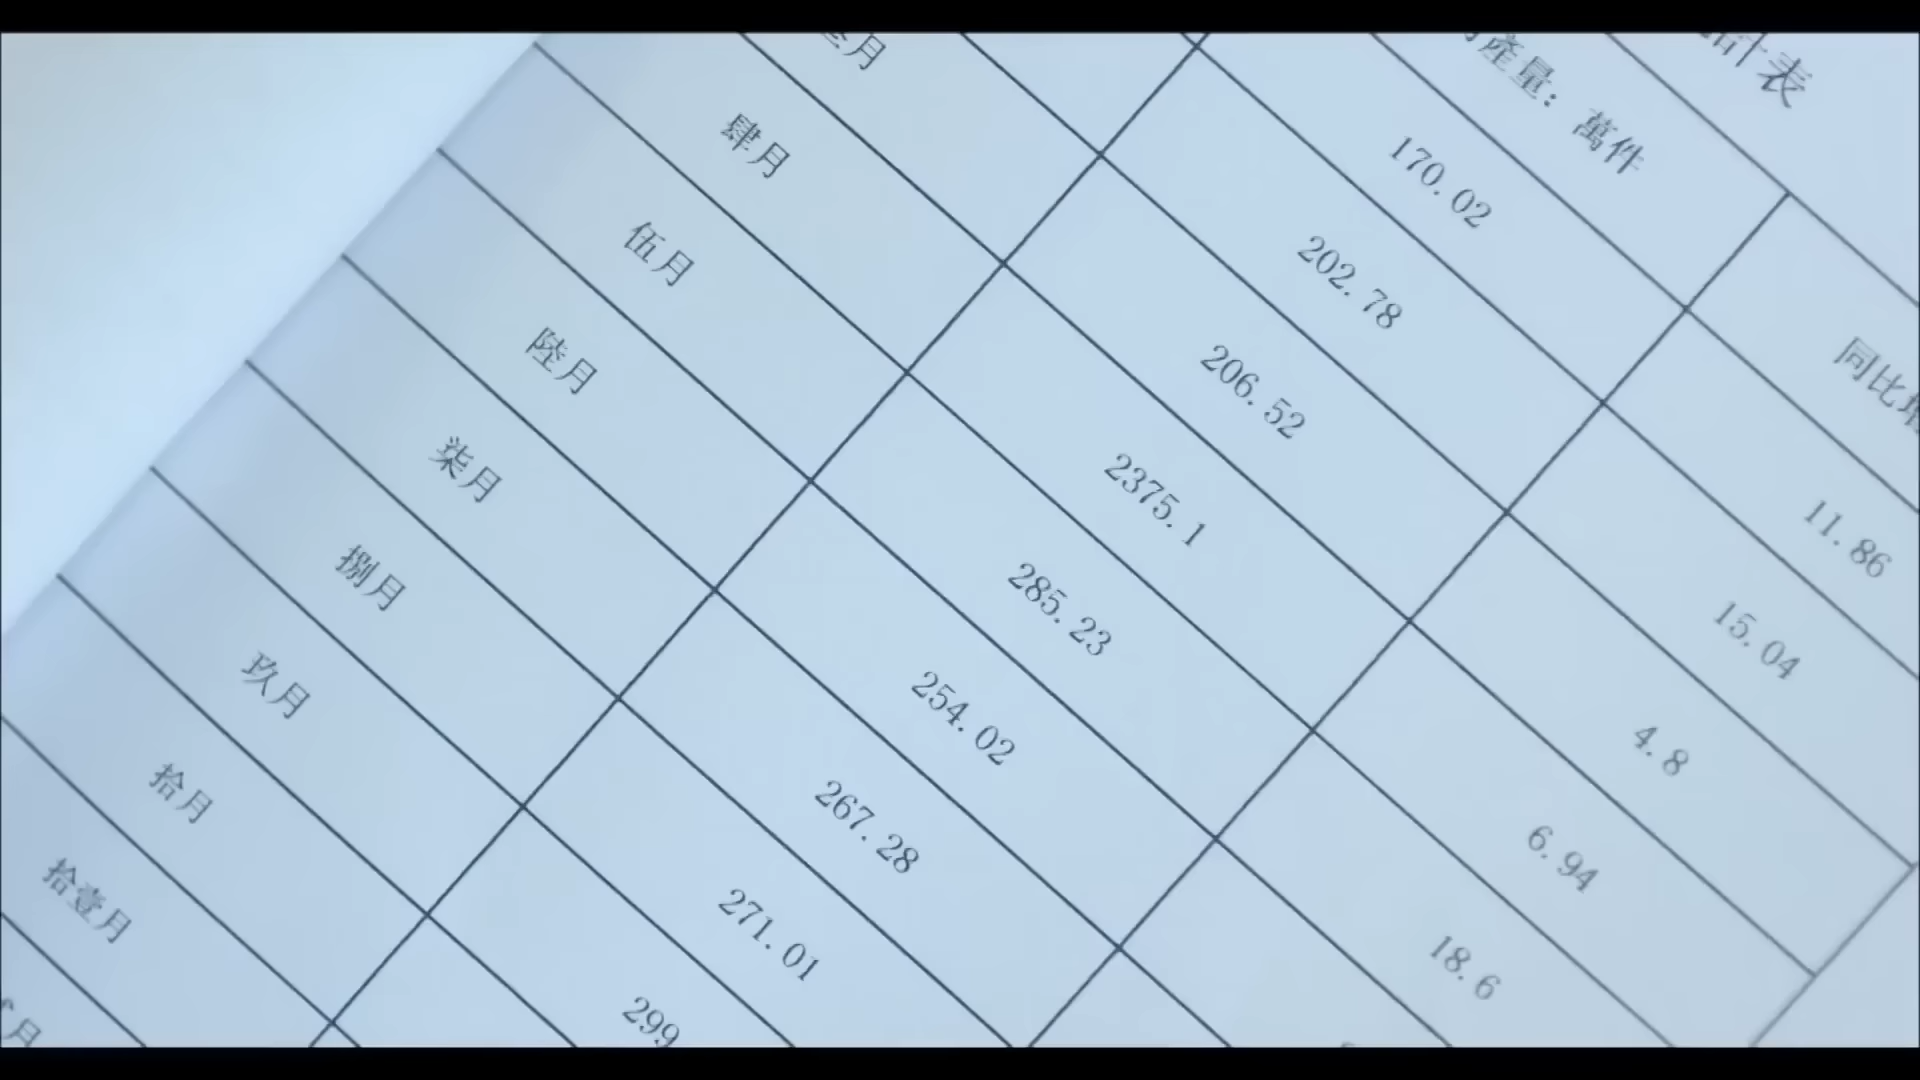 計表
產量：萬件 同比
170.02 11.86
202.78 15.04
月 206.52 4.8
肆月 2375.1 6.94
伍月 285.23 18.6
陸月 254.02
柒月 267.28
捌月 271.01
玖月 299
拾月
拾壹月
月